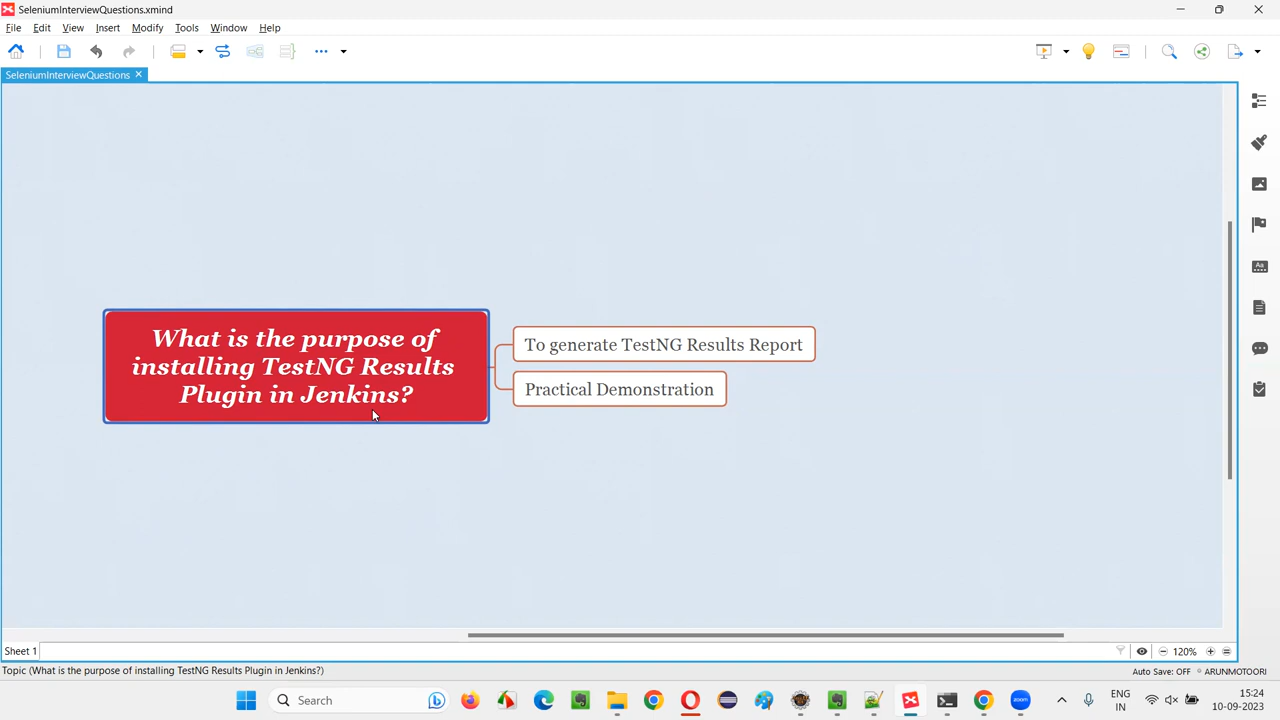 SeleniumInterviewQuestions.xmind
File Edit View Insert Modify Tools Window Help
SeleniumInterviewQuestions
What is the purpose of
installing TestNG Results
Plugin in Jenkins?
To generate TestNG Results Report
Practical Demonstration
Sheet 1
120%
Topic (What is the purpose of installing TestNG Results Plugin in Jenkins?)
Auto Save: OFF
ARUNMOTOORI
Search
ENG
IN
15:24
10-09-2023